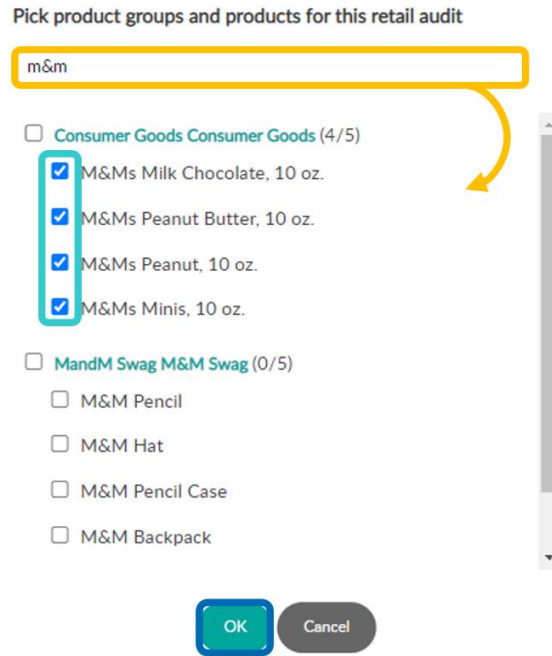 Pick product groups and products for this retail audit
m&m
Consumer Goods Consumer Goods (4/5)
M&Ms Milk Chocolate, 10 oz.
M&Ms Peanut Butter, 10 oz.
M&Ms Peanut, 10 oz.
M&Ms Minis, 10 oz.
MandM Swag M&M Swag (0/5)
M&M Pencil
M&M Hat
M&M Pencil Case
M&M Backpack
OK Cancel